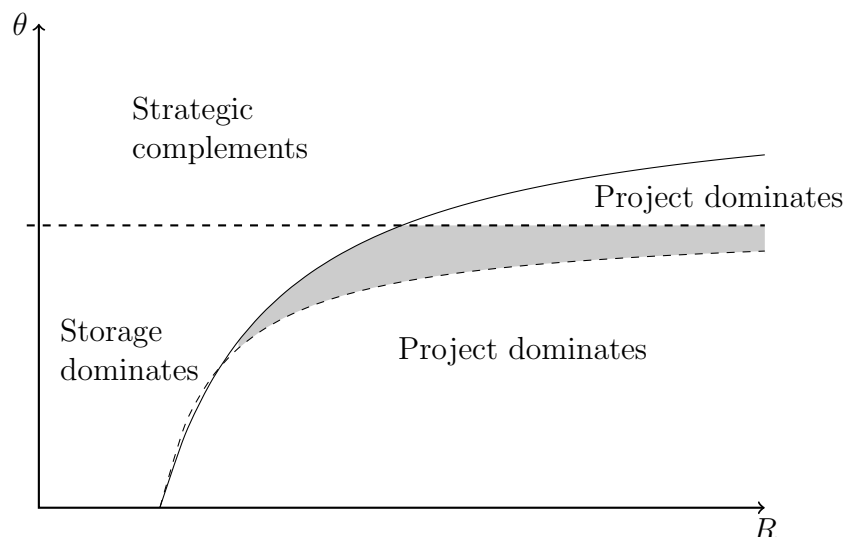 θ
Strategic
complements
Project dominates
Storage
dominates
Project dominates